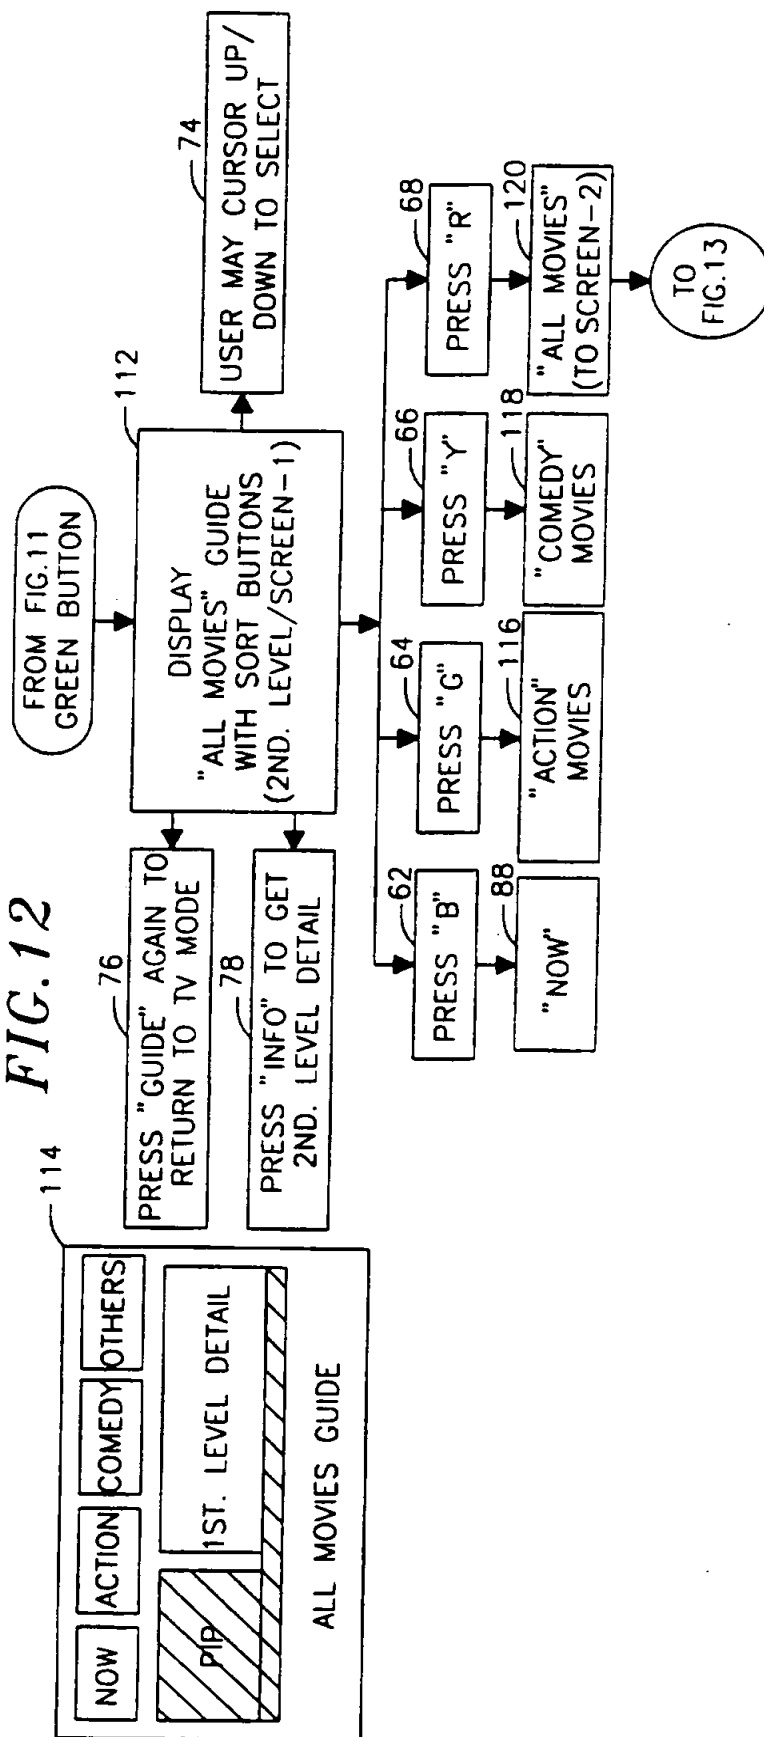 FIG.12
114
NOW
ACTION
COMEDY
OTHERS
PIP
1ST. LEVEL DETAIL
ALL MOVIES GUIDE
FROM FIG.11
GREEN BUTTON
112
DISPLAY
"ALL MOVIES" GUIDE
WITH SORT BUTTONS
(2ND. LEVEL/SCREEN-1)
76
PRESS "GUIDE" AGAIN TO
RETURN TO TV MODE
78
PRESS "INFO" TO GET
2ND. LEVEL DETAIL
74
USER MAY CURSOR UP/
DOWN TO SELECT
62
PRESS "B"
64
PRESS "G"
66
PRESS "Y"
68
PRESS "R"
88
"NOW"
116
"ACTION"
MOVIES
118
"COMEDY"
MOVIES
120
"ALL MOVIES"
(TO SCREEN-2)
TO
FIG.13